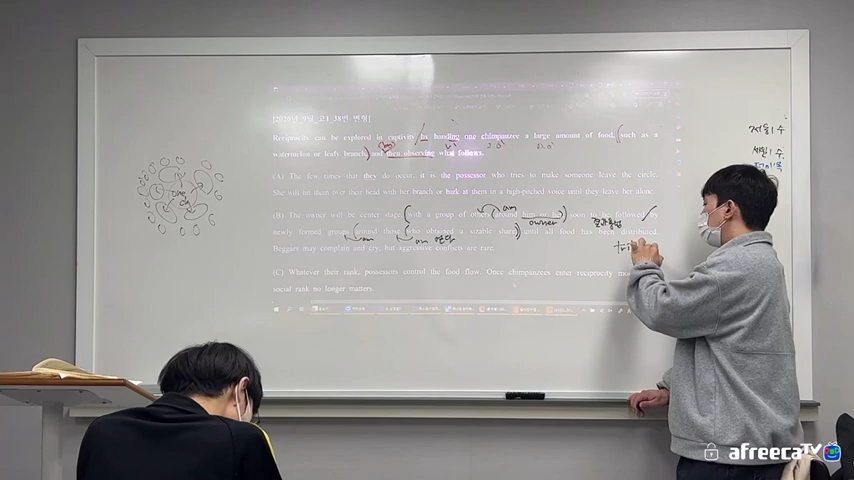 [2020년 9월 고1 38번 변형]
Reciprocity can be explored in captivity by handing one chimpanzee a large amount of food, such as a
watermelon or leafy branch, and then observing what follows.
(A) The few times that they do occur, it is the possessor who tries to make someone leave the circle.
She will hit them over their head with her branch or bark at them in a high-pitched voice until they leave her alone.
(B) The owner will be center stage, with a group of others around him or her, soon to be followed by
newly formed groups around those who obtained a sizable share, until all food has been distributed.
Beggars may complain and cry, but aggressive conflicts are rare.
(C) Whatever their rank, possessors control the food flow. Once chimpanzees enter reciprocity
social rank no longer matters.
am
owner
am
am
tri
afreecaTV